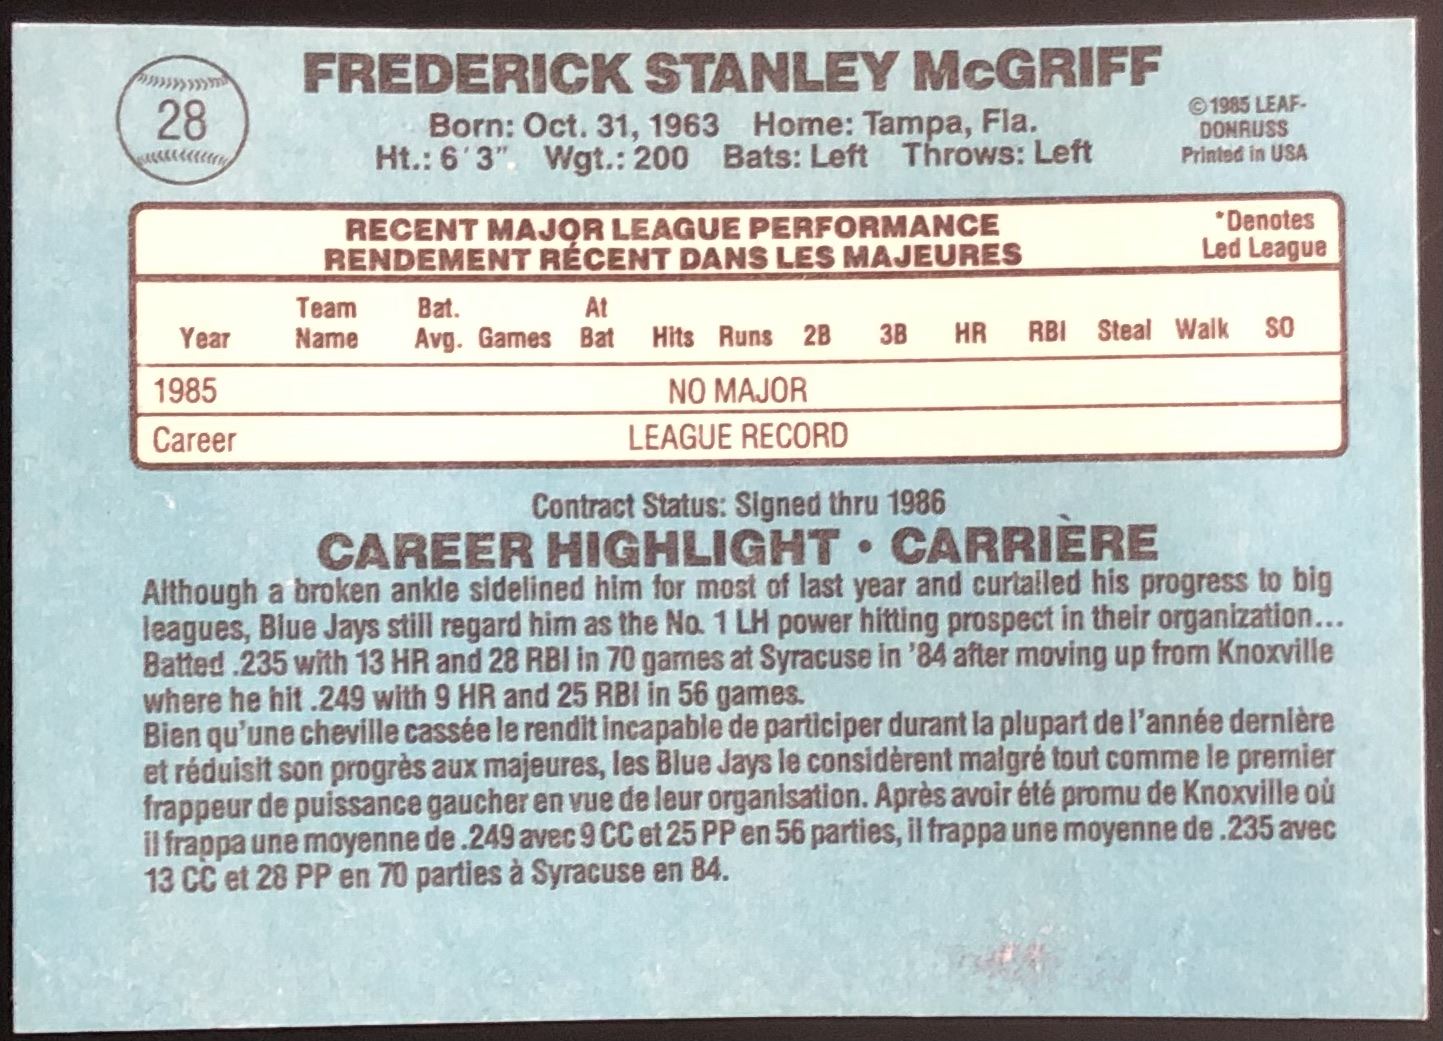 28
FREDERICK STANLEY McGRIFF
Born: Oct. 31, 1963 Home: Tampa, Fla.
Ht.: 6'3" Wgt.: 200 Bats: Left Throws: Left
©1985 LEAF-
DONRUSS
Printed in USA
RECENT MAJOR LEAGUE PERFORMANCE
RENDEMENT RÉCENT DANS LES MAJEURES
*Denotes
Led League
Year Team Name Bat. Avg. Games At Bat Hits Runs 2B 3B HR RBI Steal Walk SO
1985 NO MAJOR
Career LEAGUE RECORD
Contract Status: Signed thru 1986
CAREER HIGHLIGHT • CARRIÈRE
Although a broken ankle sidelined him for most of last year and curtailed his progress to big
leagues, Blue Jays still regard him as the No. 1 LH power hitting prospect in their organization...
Batted .235 with 13 HR and 28 RBI in 70 games at Syracuse in '84 after moving up from Knoxville
where he hit .249 with 9 HR and 25 RBI in 56 games.
Bien qu'une cheville cassée le rendit incapable de participer durant la plupart de l'année dernière
et réduisit son progrès aux majeures, les Blue Jays le considèrent malgré tout comme le premier
frappeur de puissance gaucher en vue de leur organisation. Après avoir été promu de Knoxville où
il frappa une moyenne de .249 avec 9 CC et 25 PP en 56 parties, il frappa une moyenne de .235 avec
13 CC et 28 PP en 70 parties à Syracuse en 84.